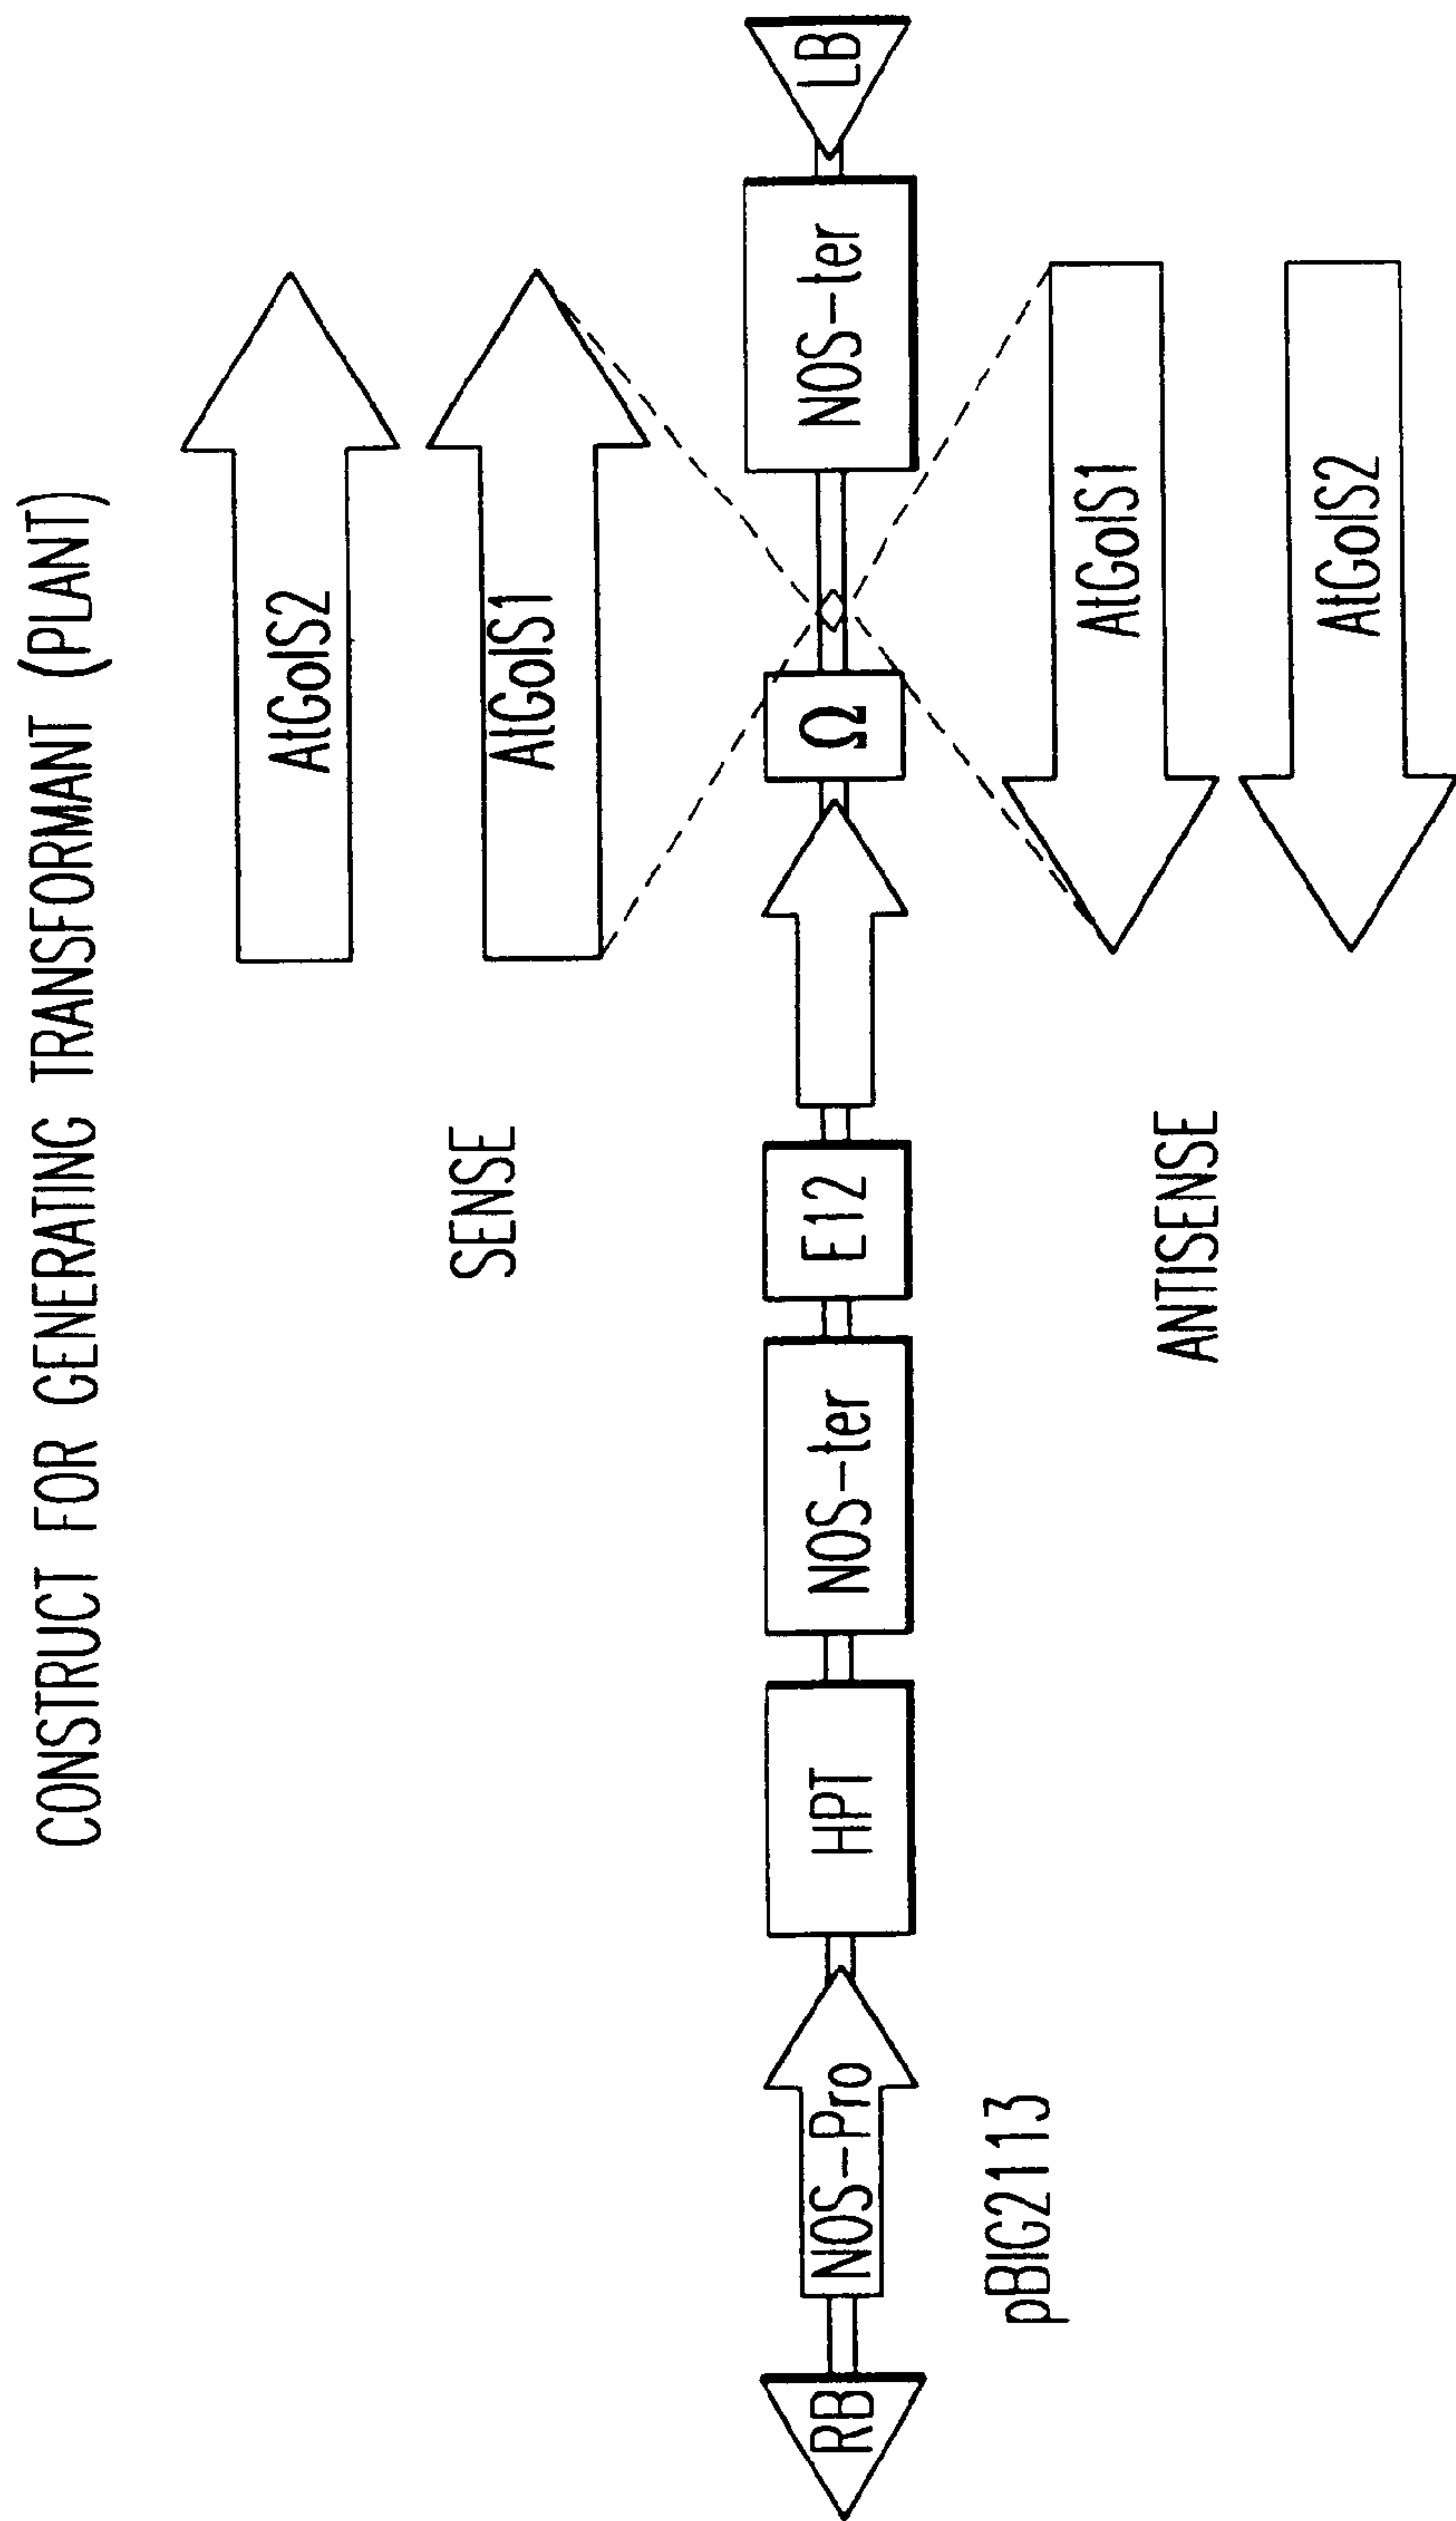 CONSTRUCT FOR GENERATING TRANSFORMANT (PLANT)
AtGolS2
SENSE
AtGolS1
RB
NOS-Pro
HPT
NOS-ter
E12
Ω
NOS-ter
LB
pBIG2113
ANTISENSE
AtGolS1
AtGolS2